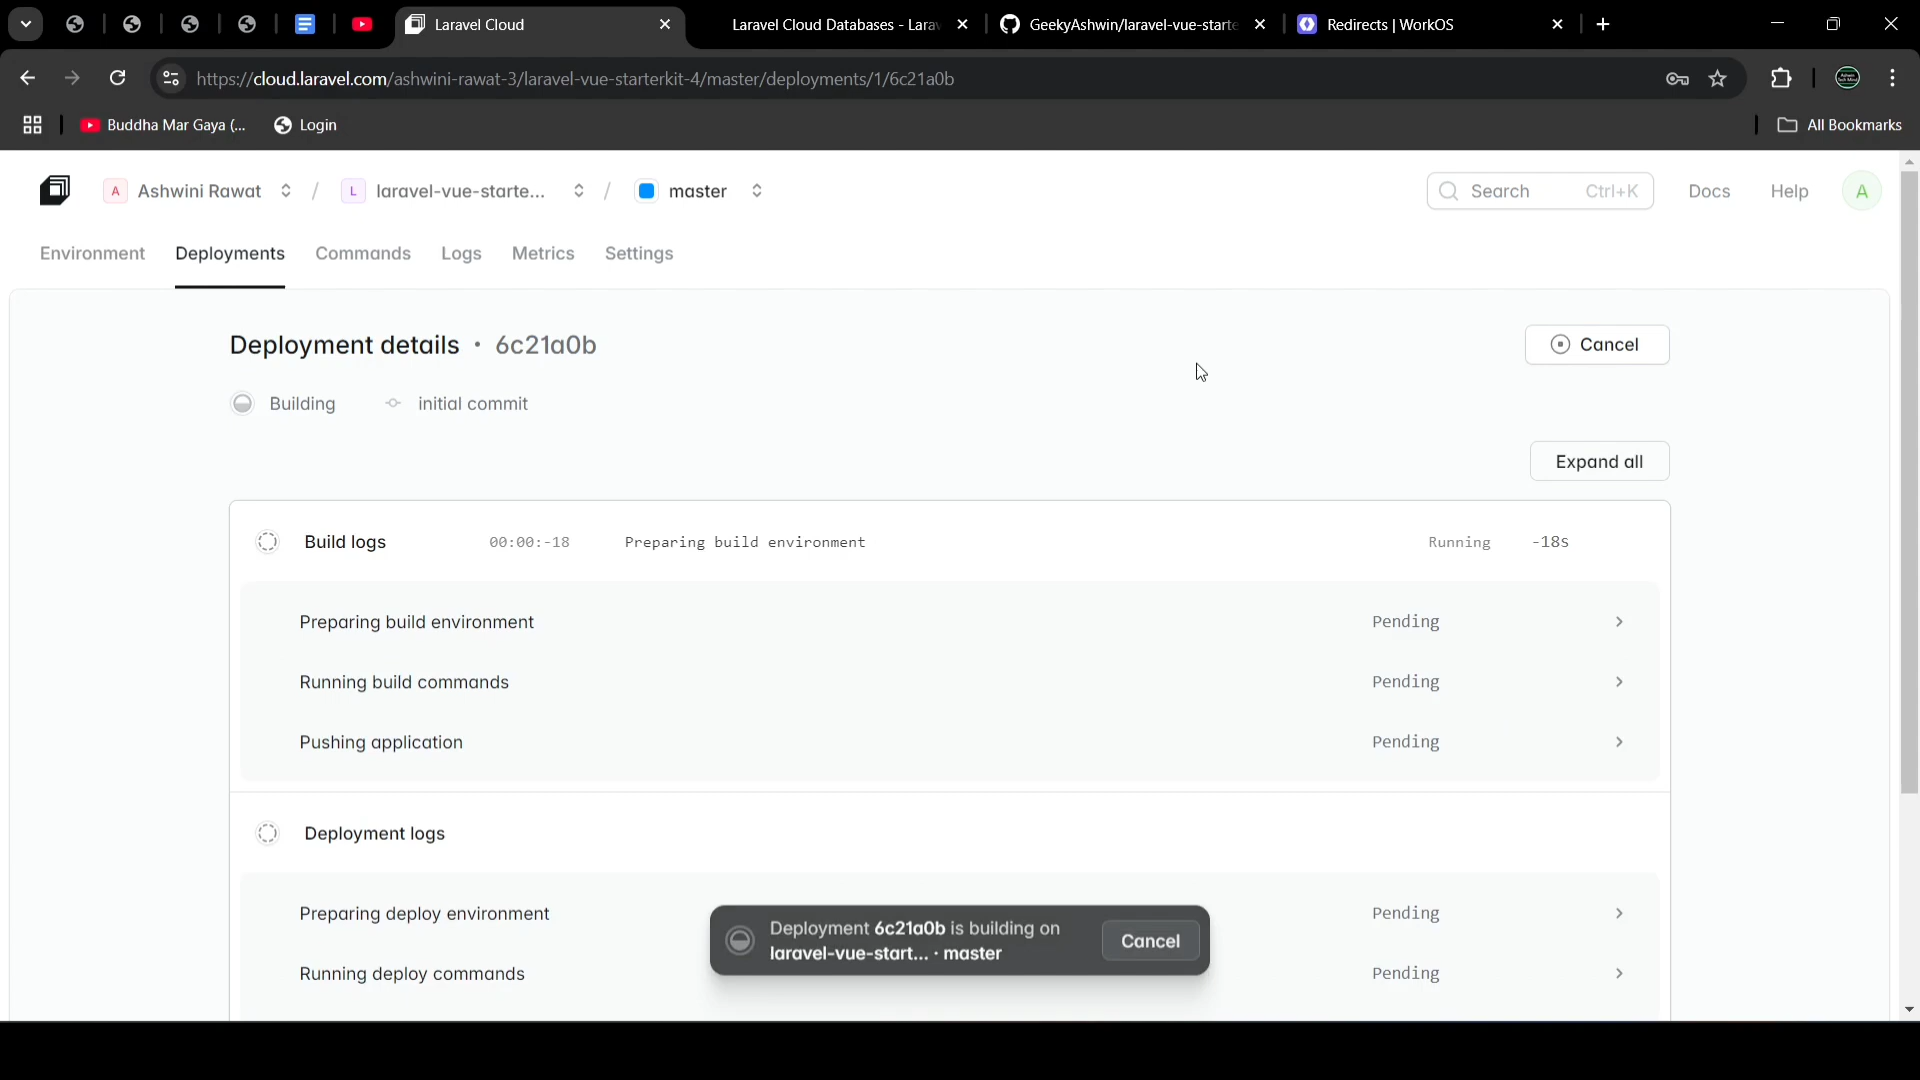 Laravel Cloud
Laravel Cloud Databases - Lara
GeekyAshwin/laravel-vue-starte
Redirects | WorkOS
https://cloud.laravel.com/ashwini-rawat-3/laravel-vue-starterkit-4/master/deployments/1/6c21a0b
Buddha Mar Gaya (...
Login
All Bookmarks
A Ashwini Rawat / L laravel-vue-starte... / master
Search Ctrl+K
Docs
Help
A
Environment
Deployments
Commands
Logs
Metrics
Settings
Deployment details · 6c21a0b
Cancel
Building
initial commit
Expand all
Build logs 00:00:-18 Preparing build environment Running -18s
Preparing build environment Pending
Running build commands Pending
Pushing application Pending
Deployment logs
Preparing deploy environment Pending
Running deploy commands Pending
Deployment 6c21a0b is building on
laravel-vue-start... · master
Cancel